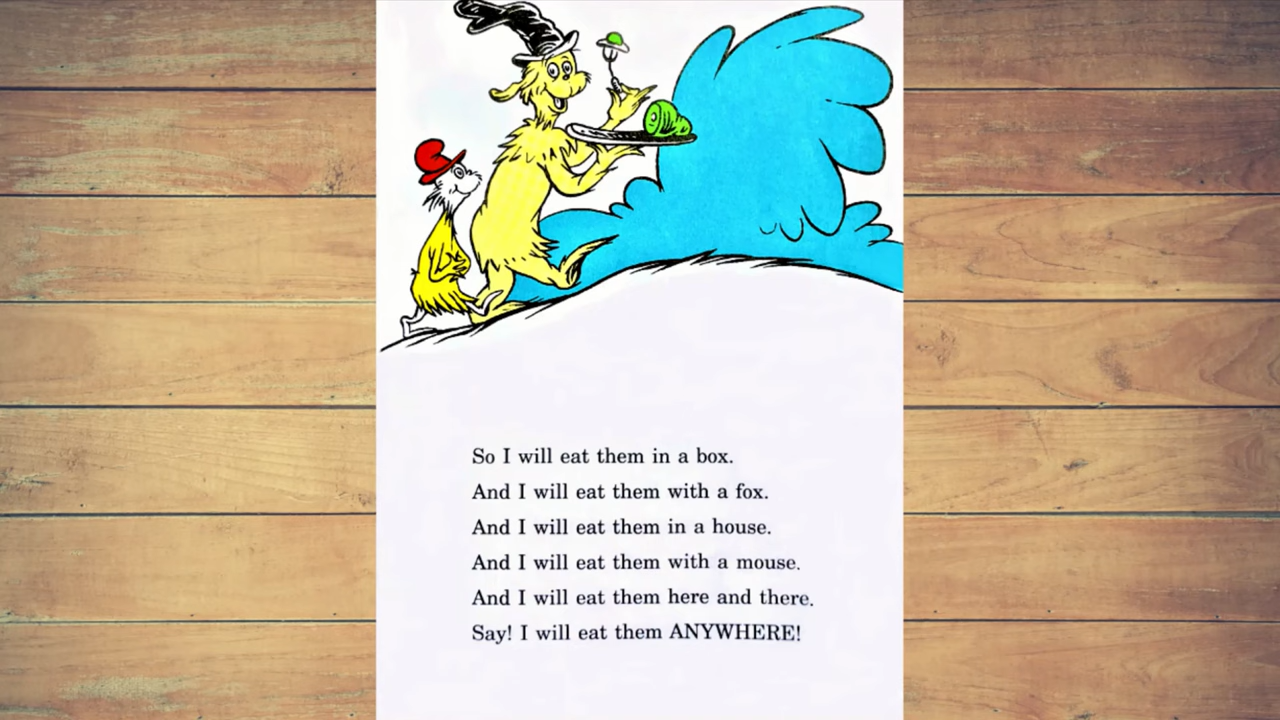 So I will eat them in a box.
And I will eat them with a fox.
And I will eat them in a house.
And I will eat them with a mouse.
And I will eat them here and there.
Say! I will eat them ANYWHERE!